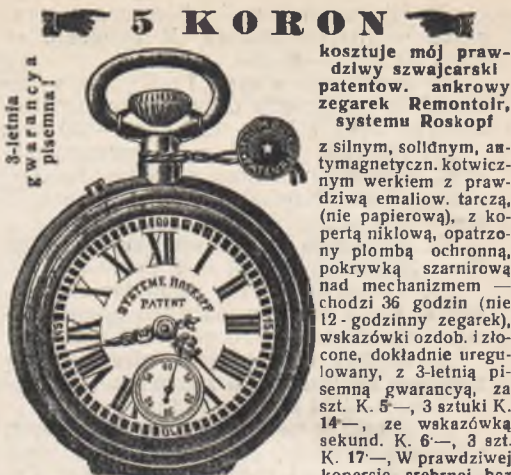 5 KORON
3-letnia
gwarancya
pisemna!
kosztuje mój praw-
dziwy szwajcarski
patentow. ankrowy
zegarek Remontoir,
systemu Roskopf
z silnym, solidnym, an-
tymagnetyczn. kotwicz-
nym werkiem z praw-
dziwą emaliow. tarczą,
(nie papierową), z ko-
pertą niklową, opatrzo-
ny plombą ochronną,
pokrywką szarnirową
nad mechanizmem —
chodzi 36 godzin (nie
12-godzinny zegarek),
wskazówki ozdob. i zło-
cone, dokładnie uregu-
lowany, z 3-letnią pi-
semną gwarancyą, za
szt. K. 5·—, 3 sztuki K.
14·—, ze wskazówką
sekund. K. 6·—, 3 szt.
K. 17·—, W prawdziwej
kopercie srebrnej bez
SYSTEME ROSKOPF
PATENT